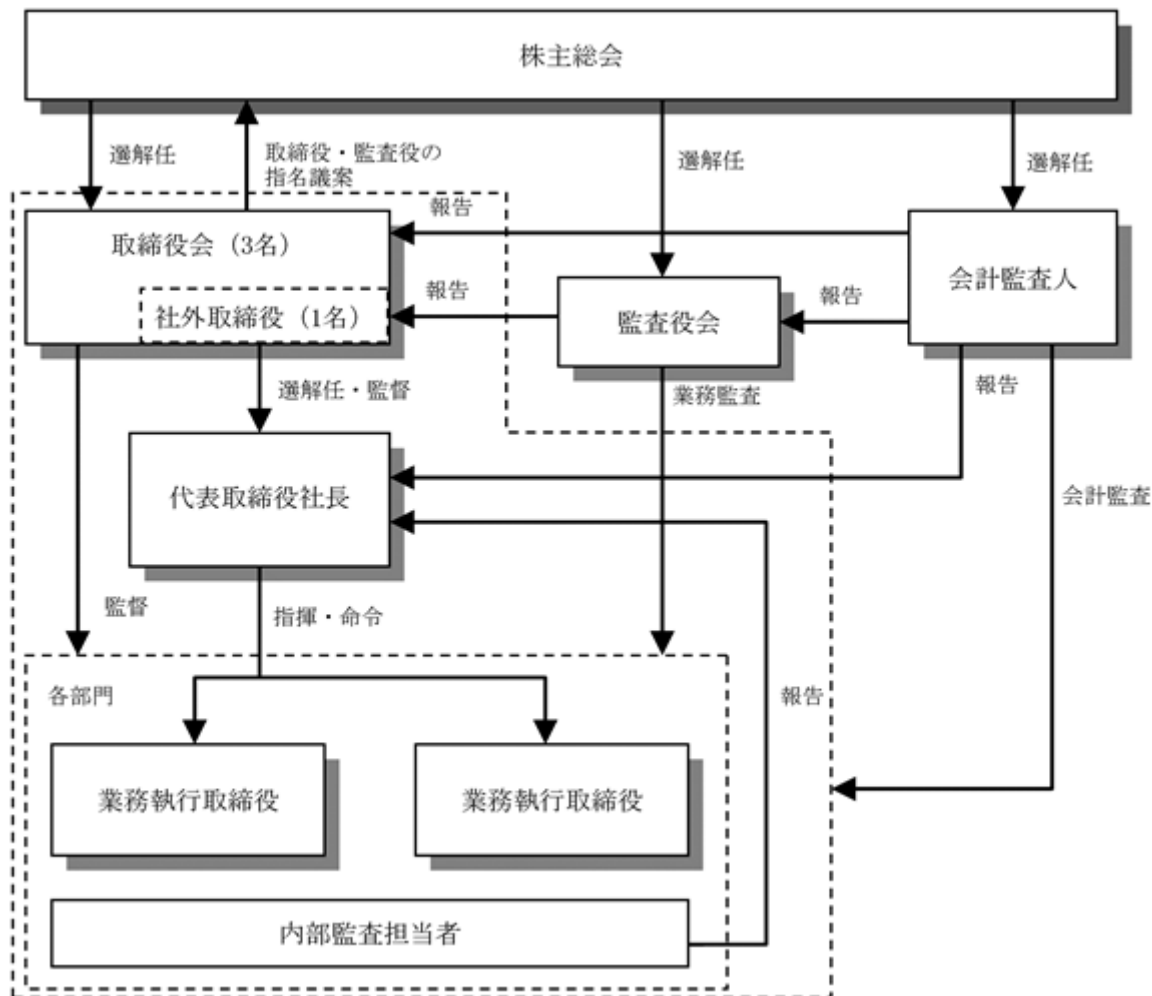 株主総会
選解任
取締役・監査役の
指名議案
選解任
選解任
取締役会（3名）
社外取締役（1名）
報告
報告
監査役会
報告
会計監査人
選解任・監督
業務監査
報告
代表取締役社長
会計監査
監督
指揮・命令
各部門
報告
業務執行取締役
業務執行取締役
内部監査担当者